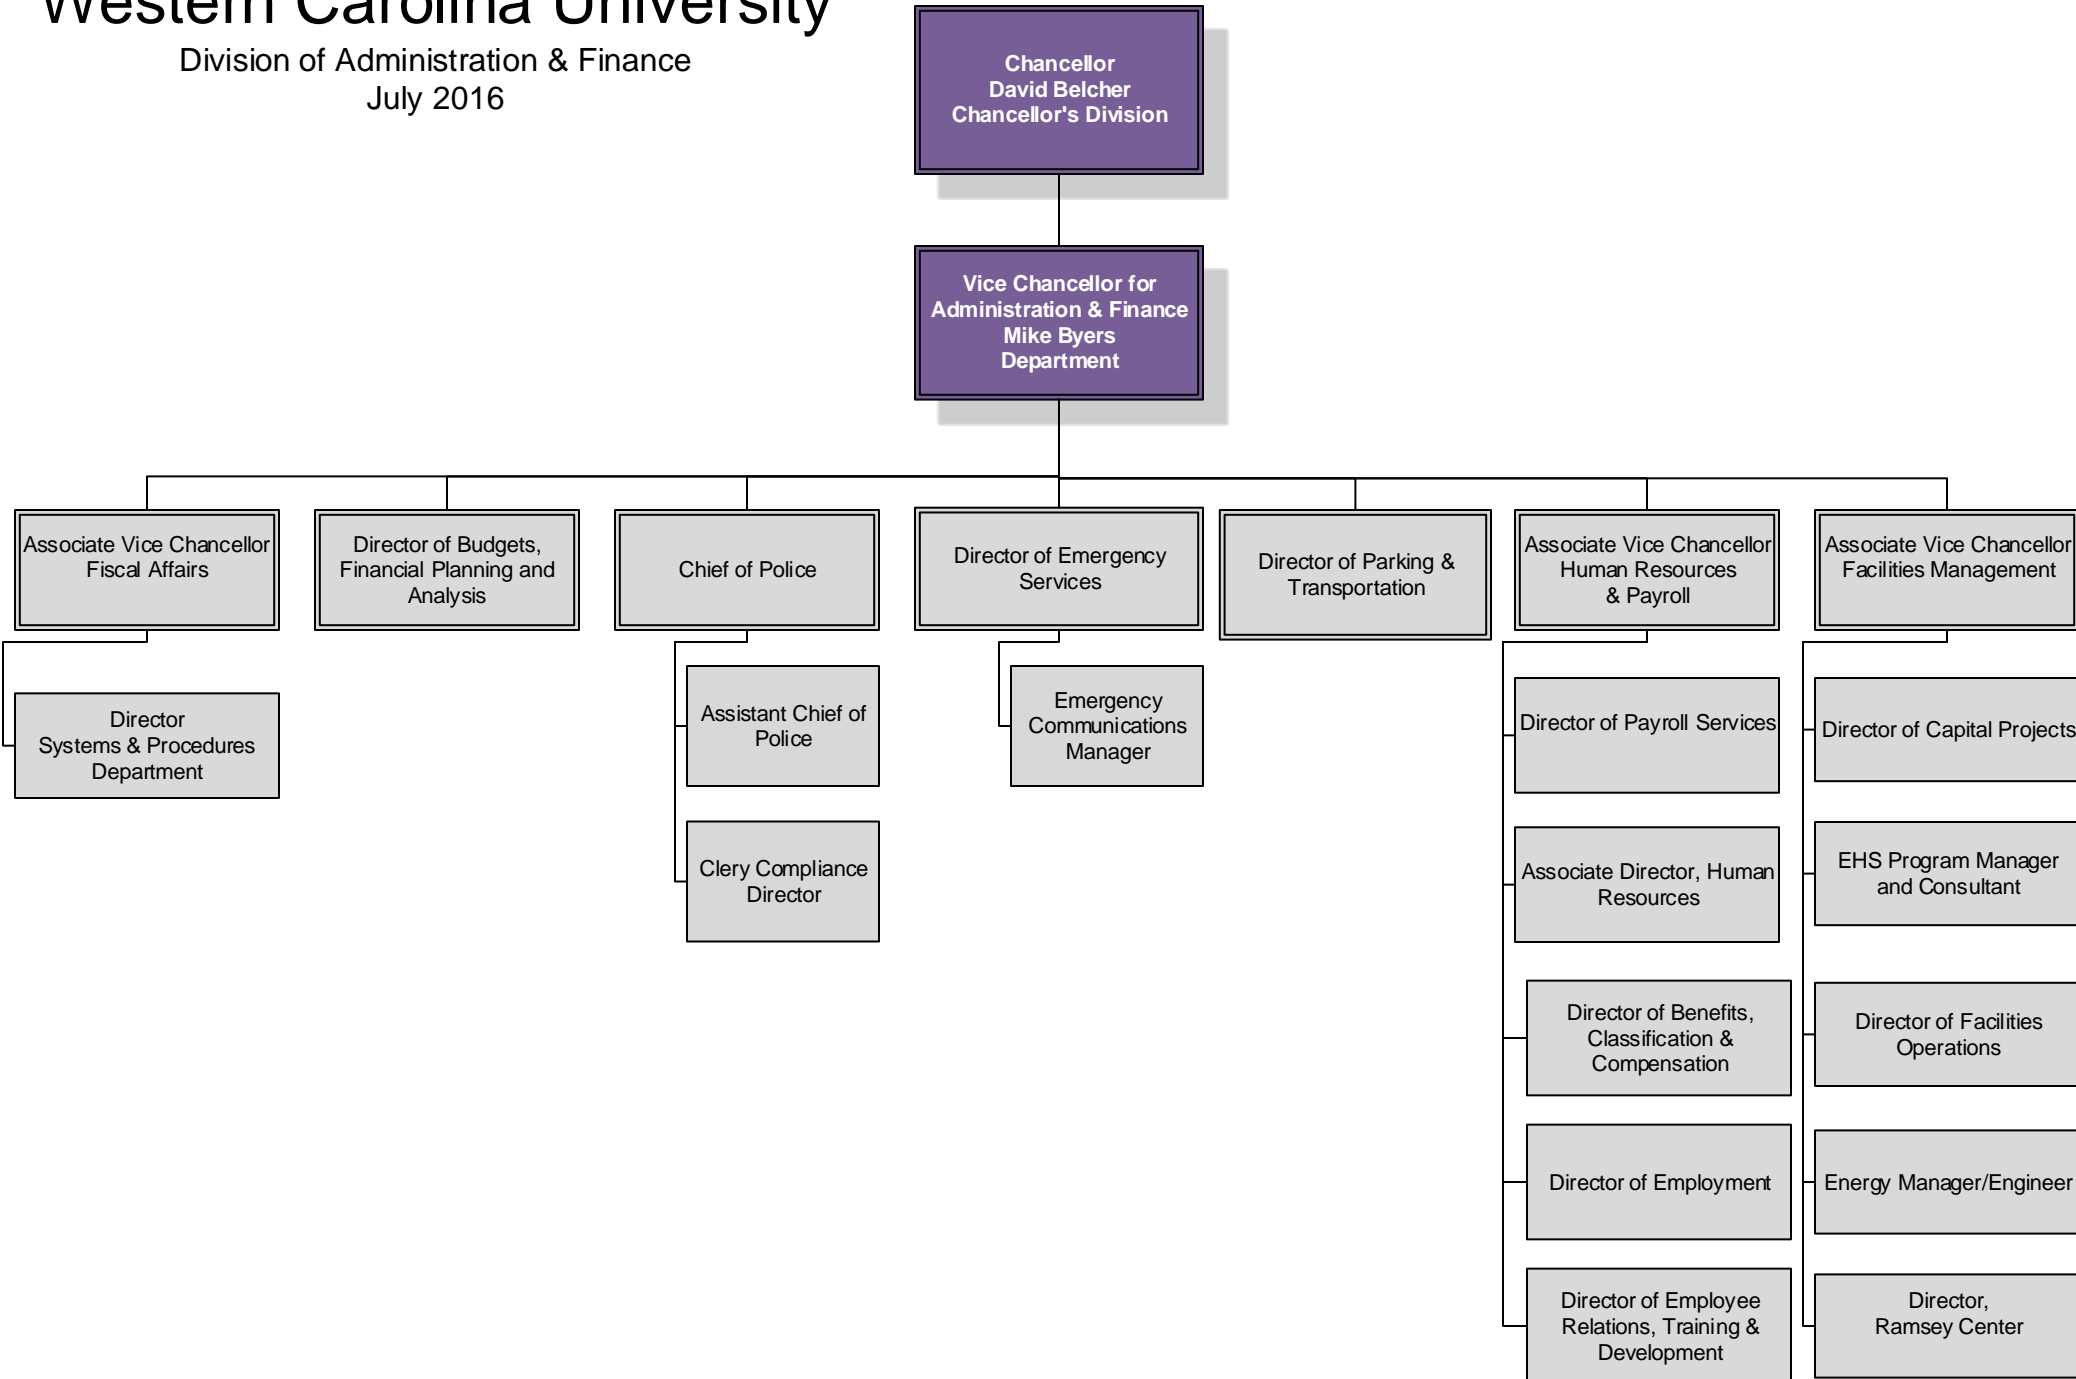 Western Carolina University
Division of Administration & Finance
July 2016
Chancellor
David Belcher
Chancellor's Division
Vice Chancellor for
Administration & Finance
Mike Byers
Department
Associate Vice Chancellor
Fiscal Affairs
Director of Budgets,
Financial Planning and
Analysis
Chief of Police
Director of Emergency
Services
Director of Parking &
Transportation
Associate Vice Chancellor
Human Resources
& Payroll
Associate Vice Chancellor
Facilities Management
Director
Systems & Procedures
Department
Assistant Chief of
Police
Clery Compliance
Director
Emergency
Communications
Manager
Director of Payroll Services
Associate Director, Human
Resources
Director of Benefits,
Classification &
Compensation
Director of Employment
Director of Employee
Relations, Training &
Development
Director of Capital Projects
EHS Program Manager
and Consultant
Director of Facilities
Operations
Energy Manager/Engineer
Director,
Ramsey Center